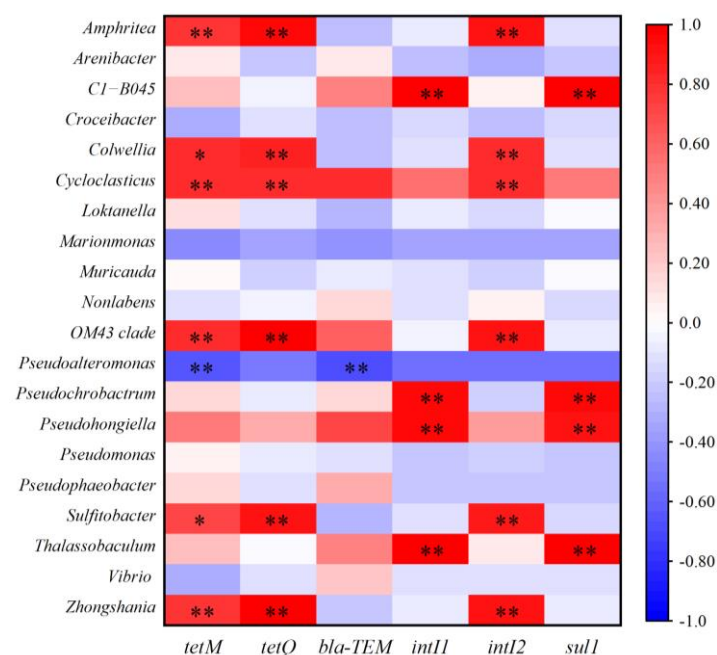 Amphritea ** ** **
Arenibacter
C1−B045 ** **
Croceibacter
Colwellia * ** **
Cycloclasticus ** ** **
Loktanella
Marionmonas
Muricauda
Nonlabens
OM43 clade ** ** **
Pseudoalteromonas ** **
Pseudochrobactrum ** **
Pseudohongiella ** **
Pseudomonas
Pseudophaeobacter
Sulfitobacter * ** **
Thalassobaculum ** **
Vibrio
Zhongshania ** ** **
tetM tetQ bla-TEM intI1 intI2 sul1
1.0
0.80
0.60
0.40
0.20
0.0
-0.20
-0.40
-0.60
-0.80
-1.0